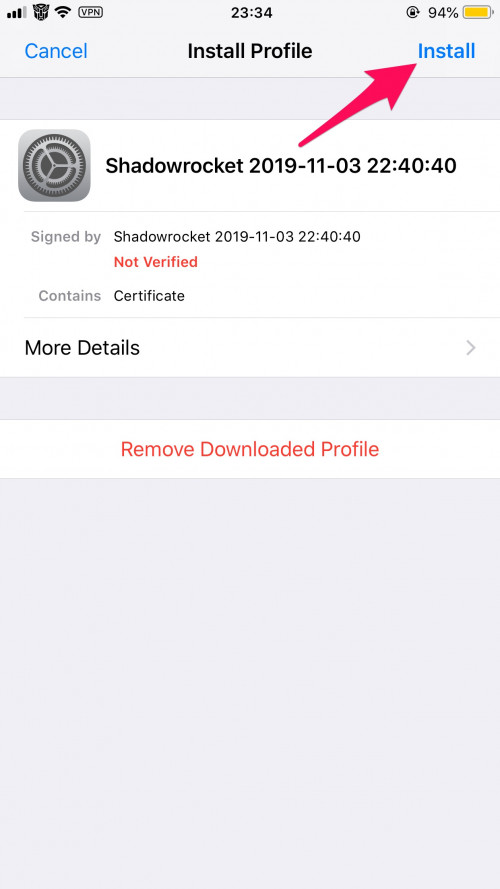 VPN 23:34 94%
Cancel Install Profile Install
Shadowrocket 2019-11-03 22:40:40
Signed by Shadowrocket 2019-11-03 22:40:40
Not Verified
Contains Certificate
More Details
Remove Downloaded Profile